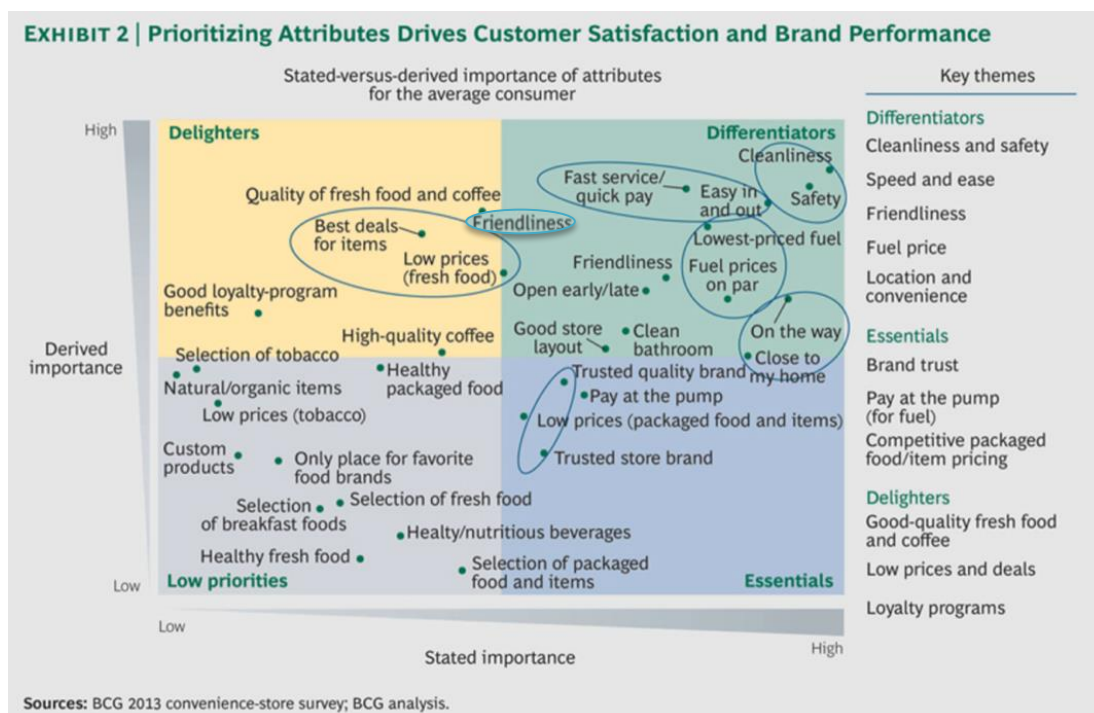 EXHIBIT 2 | Prioritizing Attributes Drives Customer Satisfaction and Brand Performance
Stated-versus-derived importance of attributes
for the average consumer
Key themes
High
Delighters
Differentiators
Cleanliness
Fast service/
quick pay
Easy in
and out
Safety
Quality of fresh food and coffee
Friendliness
Best deals
for items
Lowest-priced fuel
Low prices
(fresh food)
Friendliness
Fuel prices
on par
Open early/late
Good loyalty-program
benefits
On the way
High-quality coffee
Good store
layout
Clean
bathroom
Close to
my home
Derived
importance
Selection of tobacco
Healthy
packaged food
Trusted quality brand
Natural/organic items
Pay at the pump
Low prices (tobacco)
Low prices (packaged food and items)
Custom
products
Only place for favorite
food brands
Trusted store brand
Selection
of breakfast foods
Selection of fresh food
Healty/nutritious beverages
Healthy fresh food
Selection of packaged
food and items
Low
Low priorities
Essentials
Low
High
Stated importance
Differentiators
Cleanliness and safety
Speed and ease
Friendliness
Fuel price
Location and
convenience
Essentials
Brand trust
Pay at the pump
(for fuel)
Competitive packaged
food/item pricing
Delighters
Good-quality fresh food
and coffee
Low prices and deals
Loyalty programs
Sources: BCG 2013 convenience-store survey; BCG analysis.